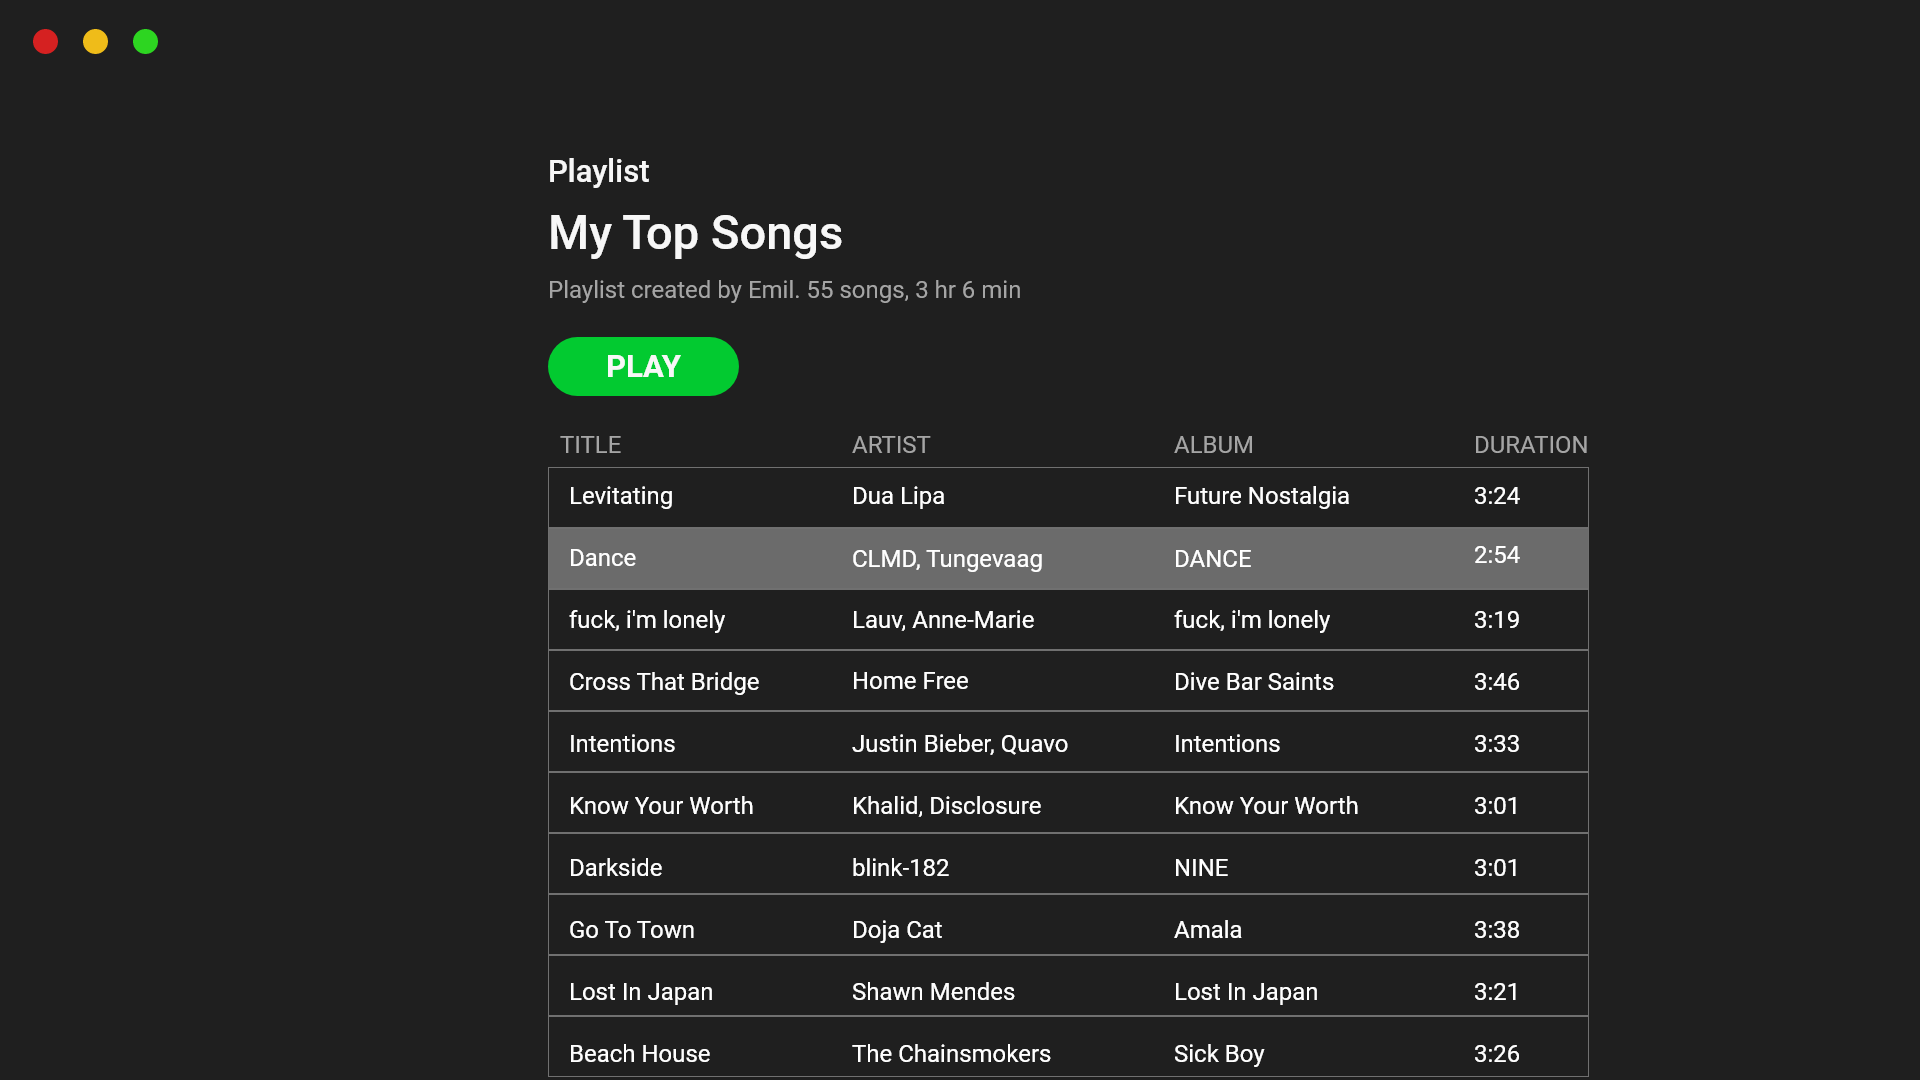 Playlist
My Top Songs
Playlist created by Emil. 55 songs, 3 hr 6 min
PLAY
TITLE ARTIST ALBUM DURATION
Levitating Dua Lipa Future Nostalgia 3:24
Dance CLMD, Tungevaag DANCE 2:54
fuck, i'm lonely Lauv, Anne-Marie fuck, i'm lonely 3:19
Cross That Bridge Home Free Dive Bar Saints 3:46
Intentions Justin Bieber, Quavo Intentions 3:33
Know Your Worth Khalid, Disclosure Know Your Worth 3:01
Darkside blink-182 NINE 3:01
Go To Town Doja Cat Amala 3:38
Lost In Japan Shawn Mendes Lost In Japan 3:21
Beach House The Chainsmokers Sick Boy 3:26